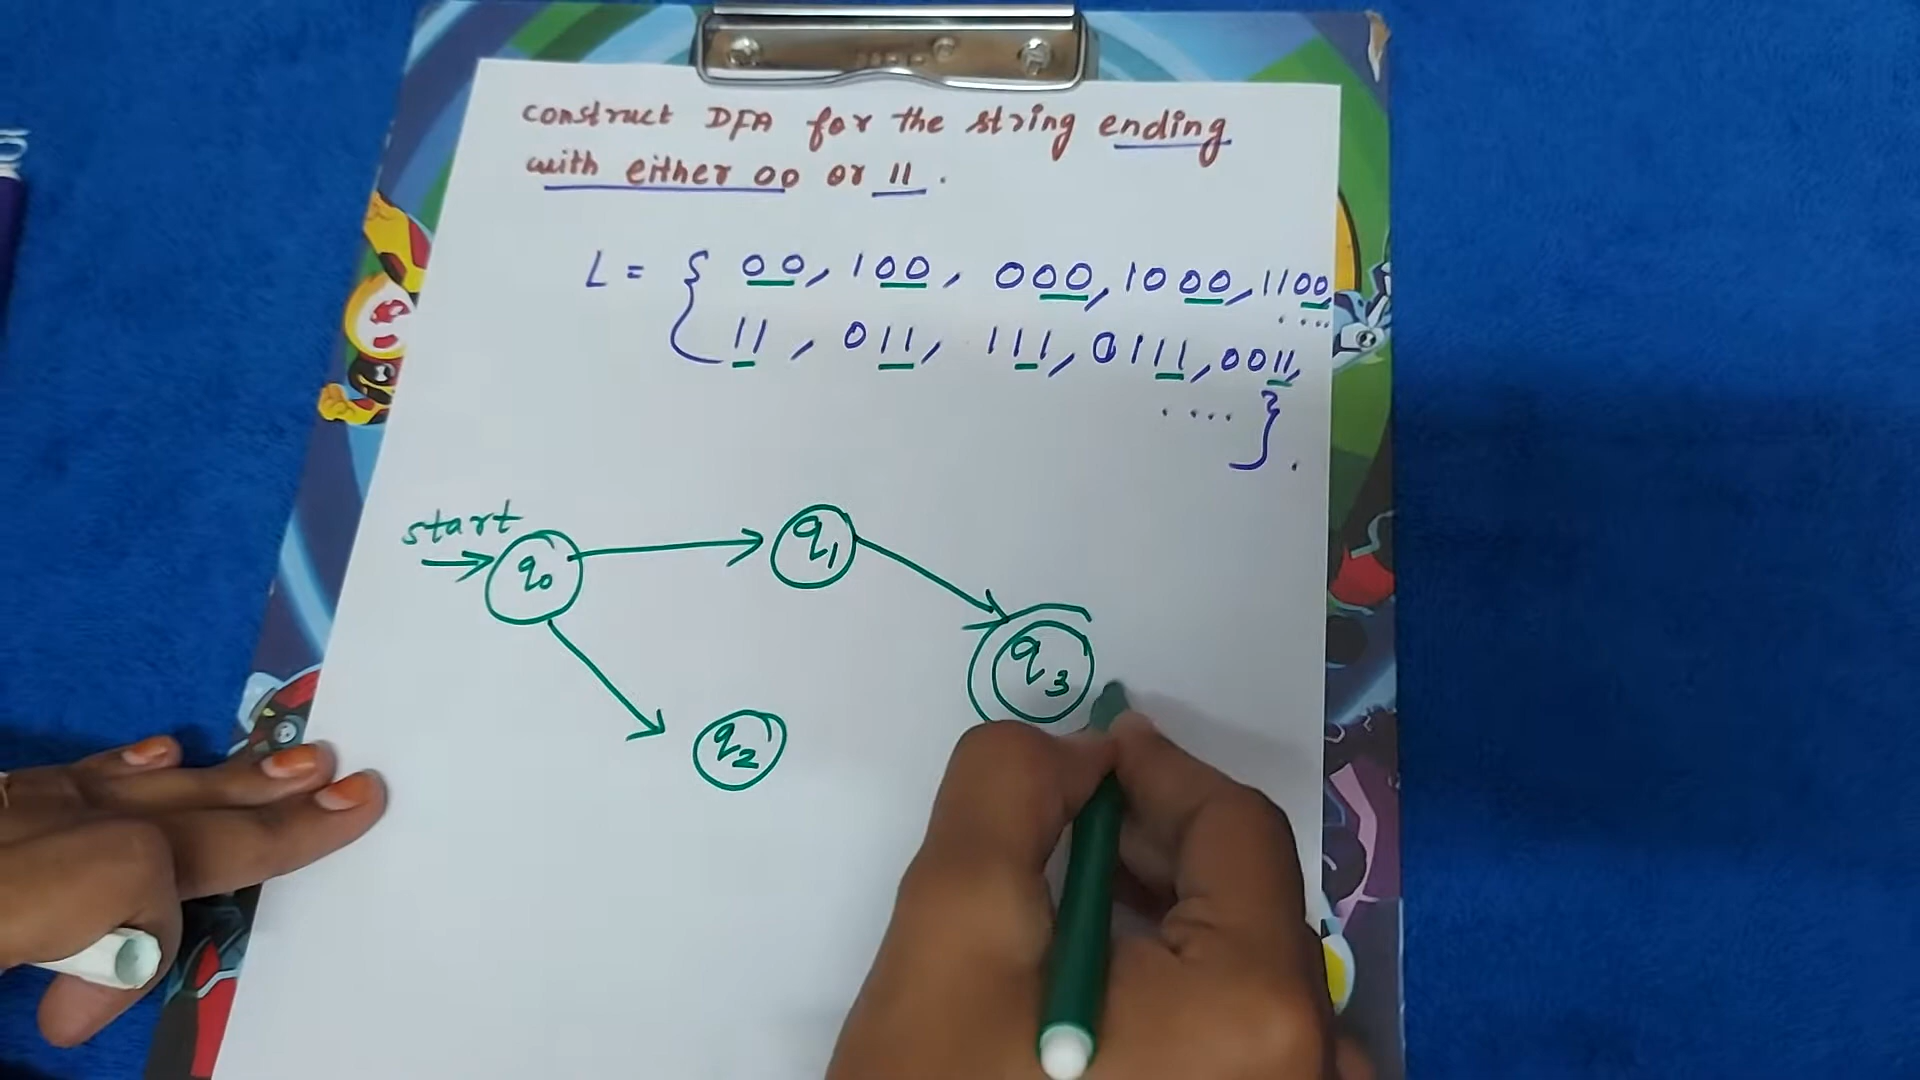 construct DFA for the string ending
with either 00 or 11.
L = { 00, 100, 000, 1000, 1100,
....
11, 011, 111, 0111, 0011,
.... }.
start
q0
q1
q3
q2